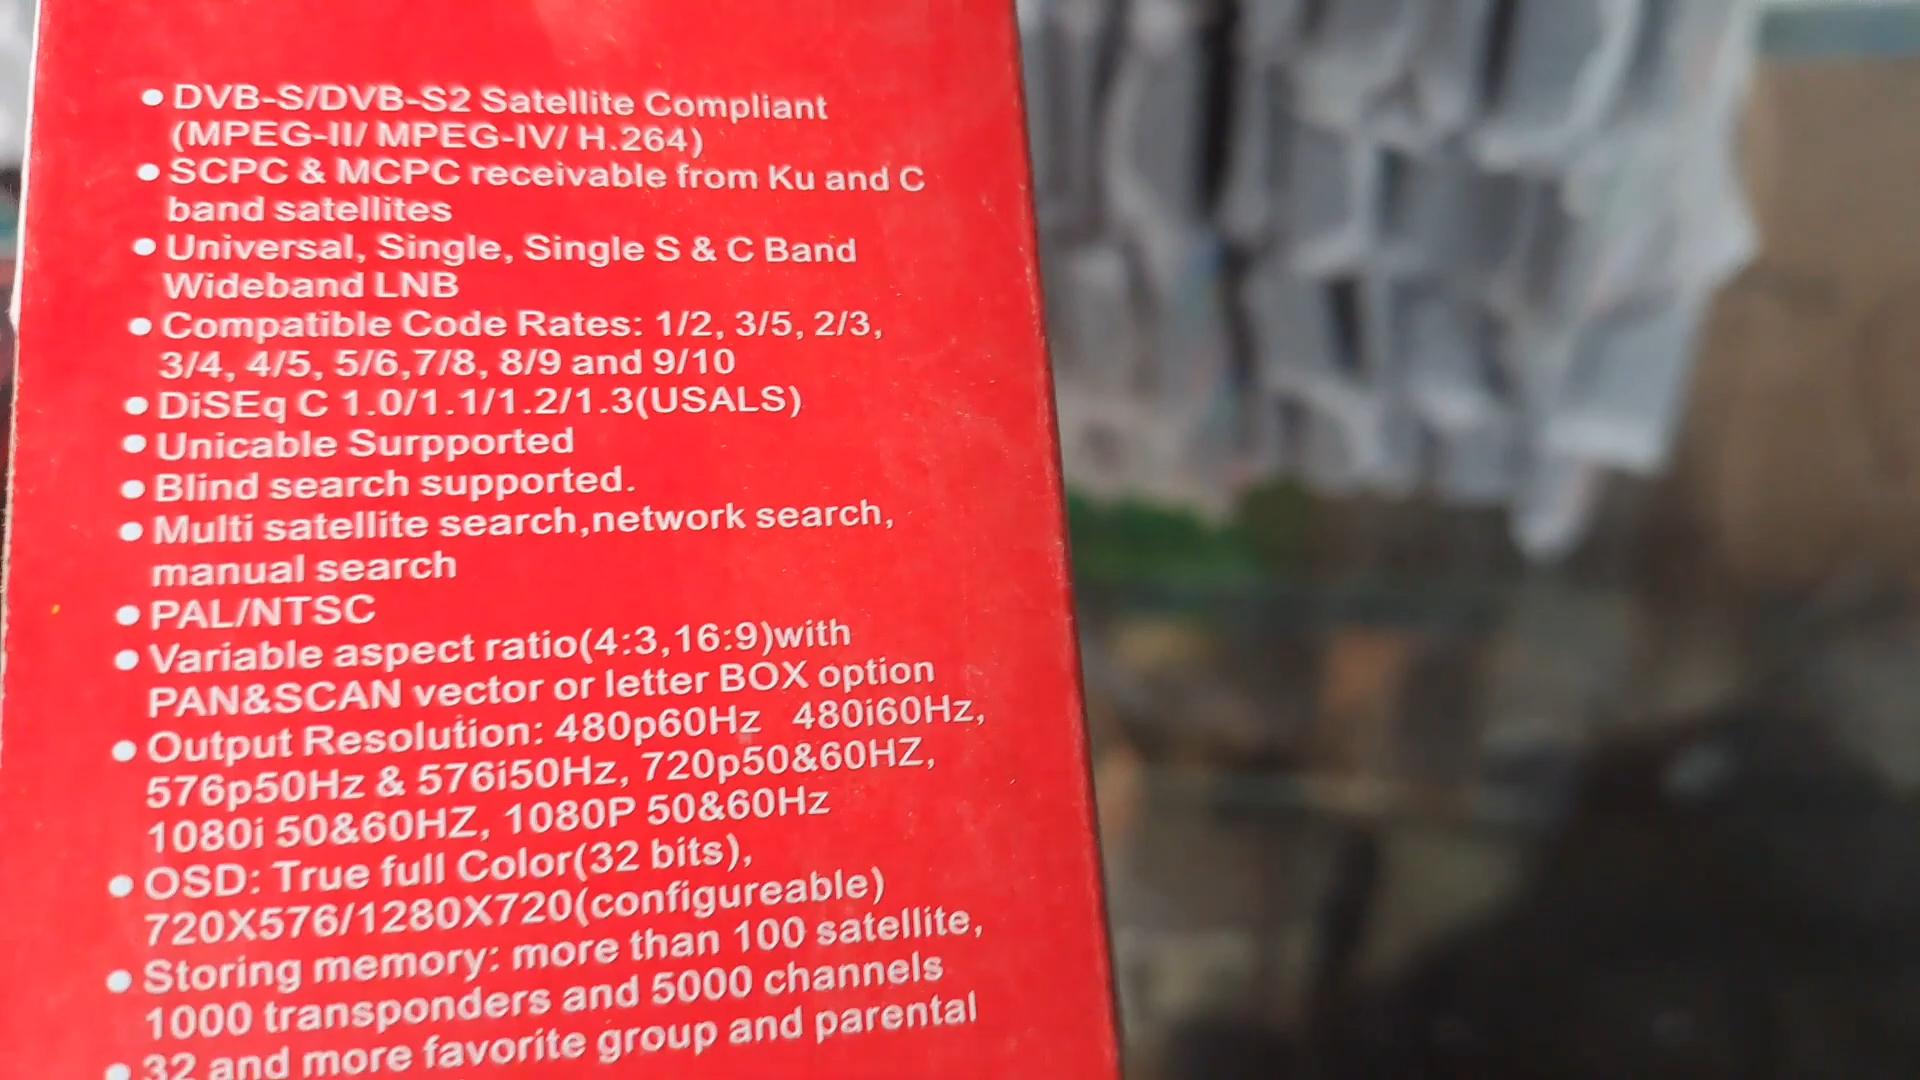 • DVB-S/DVB-S2 Satellite Compliant
(MPEG-II/ MPEG-IV/ H.264)
• SCPC & MCPC receivable from Ku and C
band satellites
• Universal, Single, Single S & C Band
Wideband LNB
• Compatible Code Rates: 1/2, 3/5, 2/3,
3/4, 4/5, 5/6,7/8, 8/9 and 9/10
• DiSEq C 1.0/1.1/1.2/1.3(USALS)
• Unicable Surpported
• Blind search supported.
• Multi satellite search,network search,
manual search
• PAL/NTSC
• Variable aspect ratio(4:3,16:9)with
PAN&SCAN vector or letter BOX option
• Output Resolution: 480p60Hz 480i60Hz,
576p50Hz & 576i50Hz, 720p50&60HZ,
1080i 50&60HZ, 1080P 50&60Hz
• OSD: True full Color(32 bits),
720X576/1280X720(configureable)
• Storing memory: more than 100 satellite,
1000 transponders and 5000 channels
• 32 and more favorite group and parental